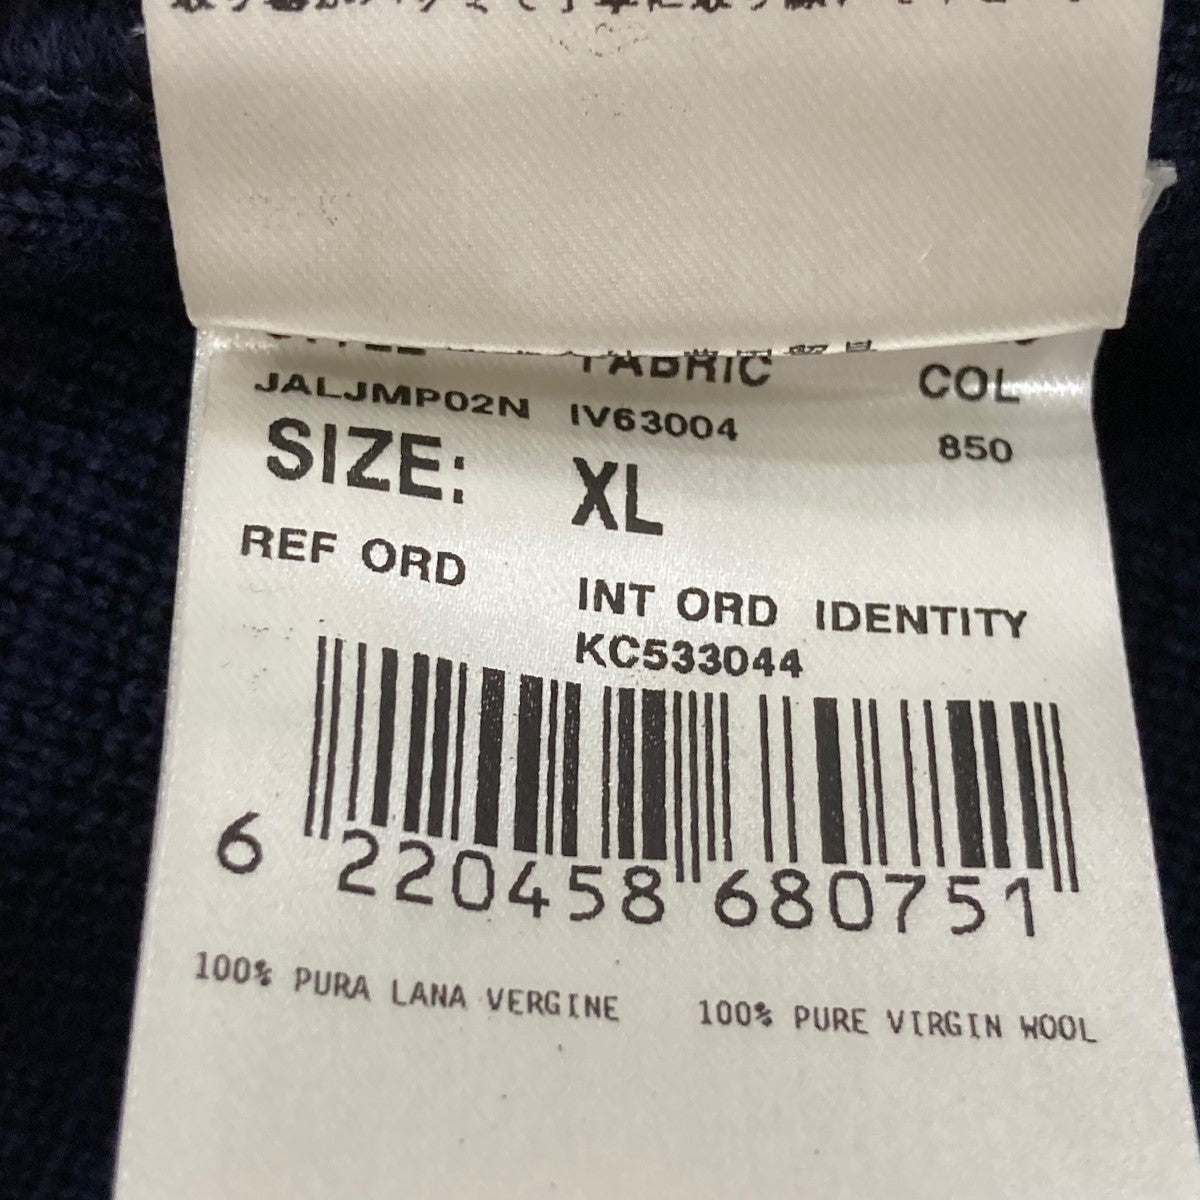 STYLE FABRIC COL
JALJMP02N IV63004 850
SIZE: XL
REF ORD INT ORD IDENTITY
KC533044
6 220458 680751
100% PURA LANA VERGINE 100% PURE VIRGIN WOOL